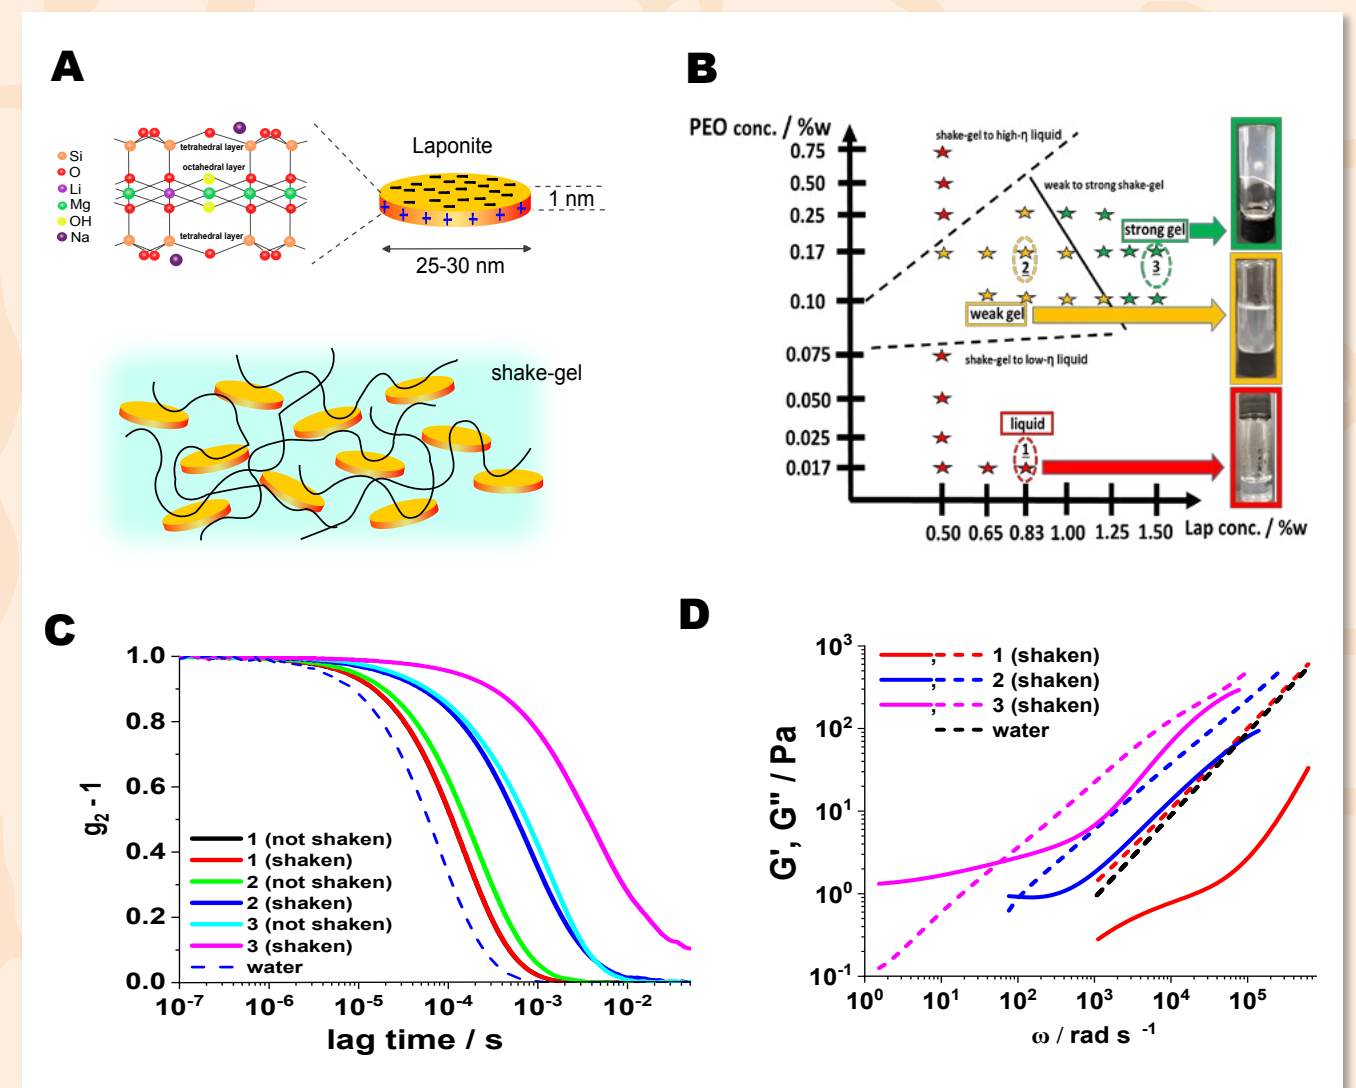 A
Si
O
Li
Mg
OH
Na
tetrahedral layer
octahedral layer
tetrahedral layer
Laponite
1 nm
25-30 nm
shake-gel
B
PEO conc. / %w
0.75
0.50
0.25
0.17
0.10
0.075
0.050
0.025
0.017
shake-gel to high-η liquid
weak to strong shake-gel
strong gel
2
3
weak gel
shake-gel to low-η liquid
liquid
1
0.50 0.65 0.83 1.00 1.25 1.50 Lap conc. / %w
C
g2 - 1
1.0
0.8
0.6
0.4
0.2
0.0
1 (not shaken)
1 (shaken)
2 (not shaken)
2 (shaken)
3 (not shaken)
3 (shaken)
water
10-7 10-6 10-5 10-4 10-3 10-2
lag time / s
D
G', G" / Pa
103
102
101
100
10-1
, 1 (shaken)
, 2 (shaken)
, 3 (shaken)
water
100 101 102 103 104 105
ω / rad s -1